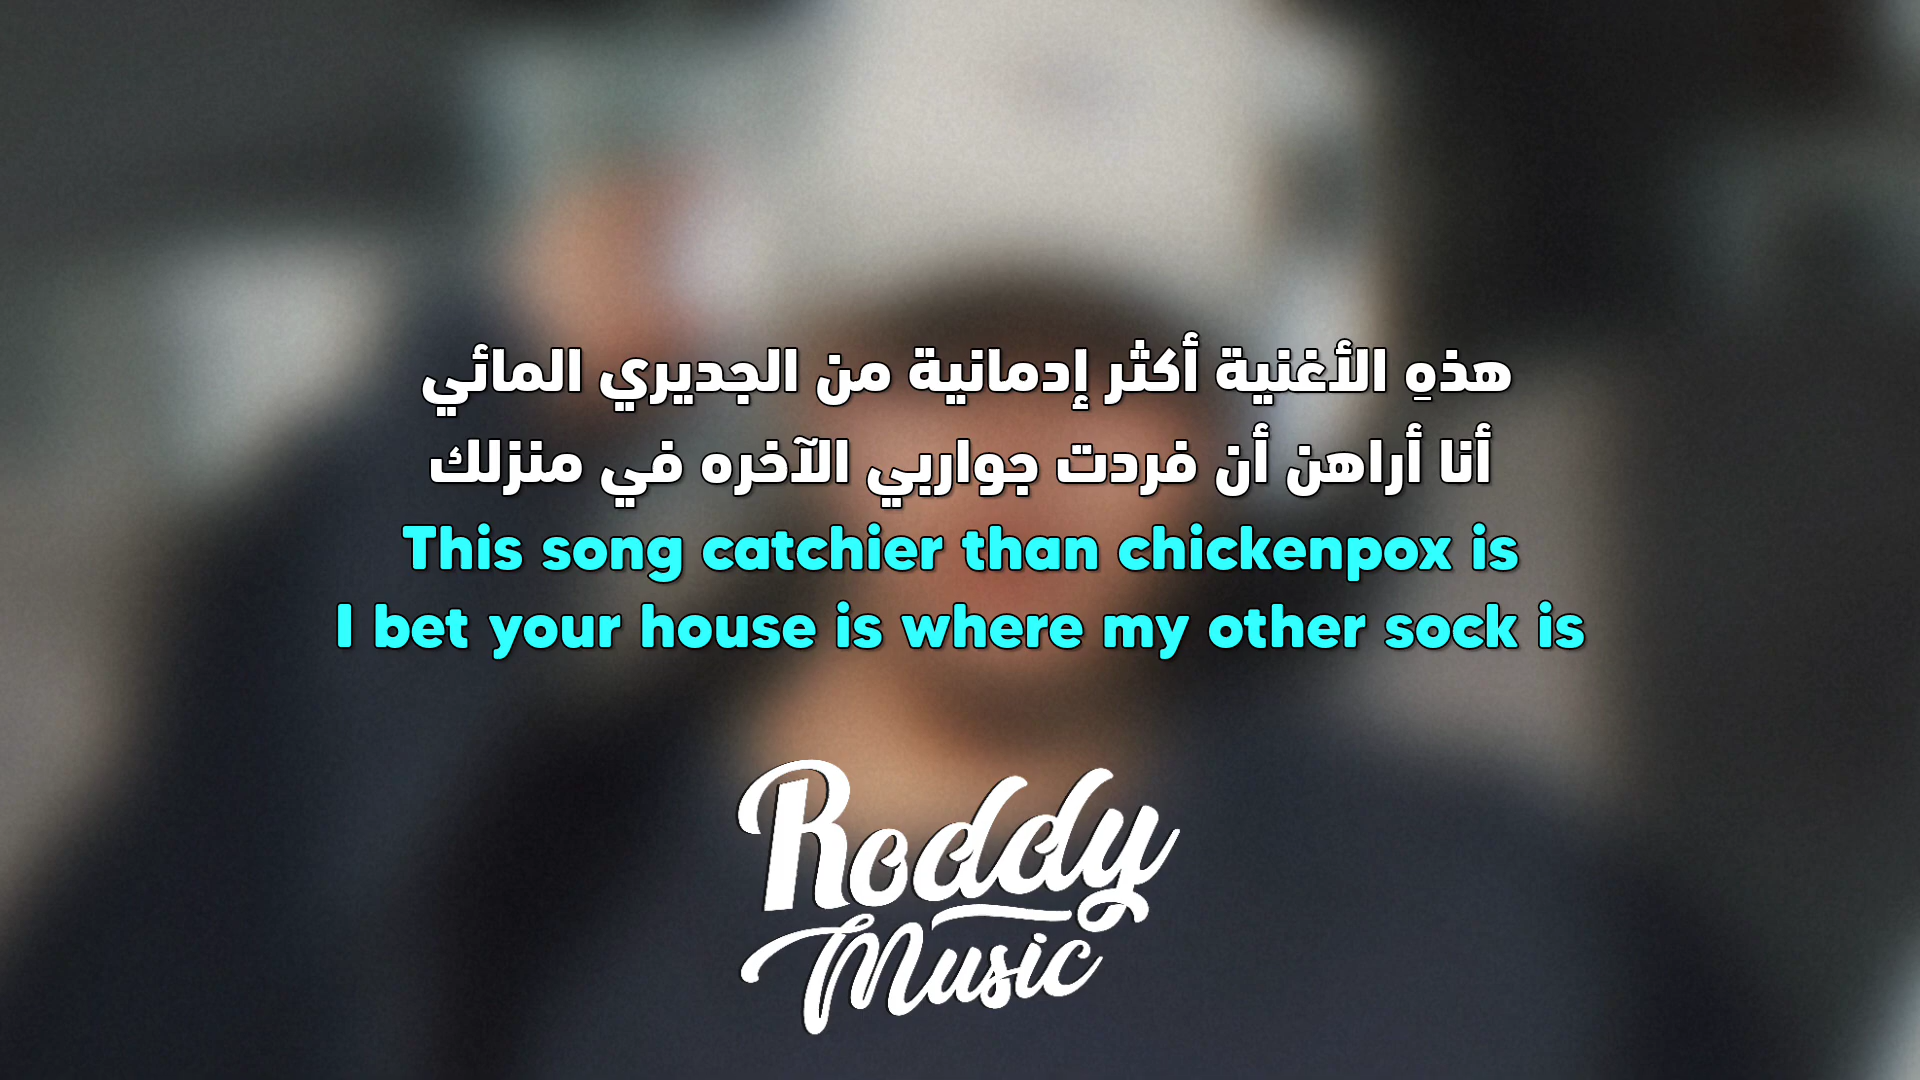 هذهِ الأغنية أكثر إدمانية من الجديري المائي
أنا أراهن أن فردت جواربي الآخره في منزلك
This song catchier than chickenpox is
I bet your house is where my other sock is
Roddy
Music